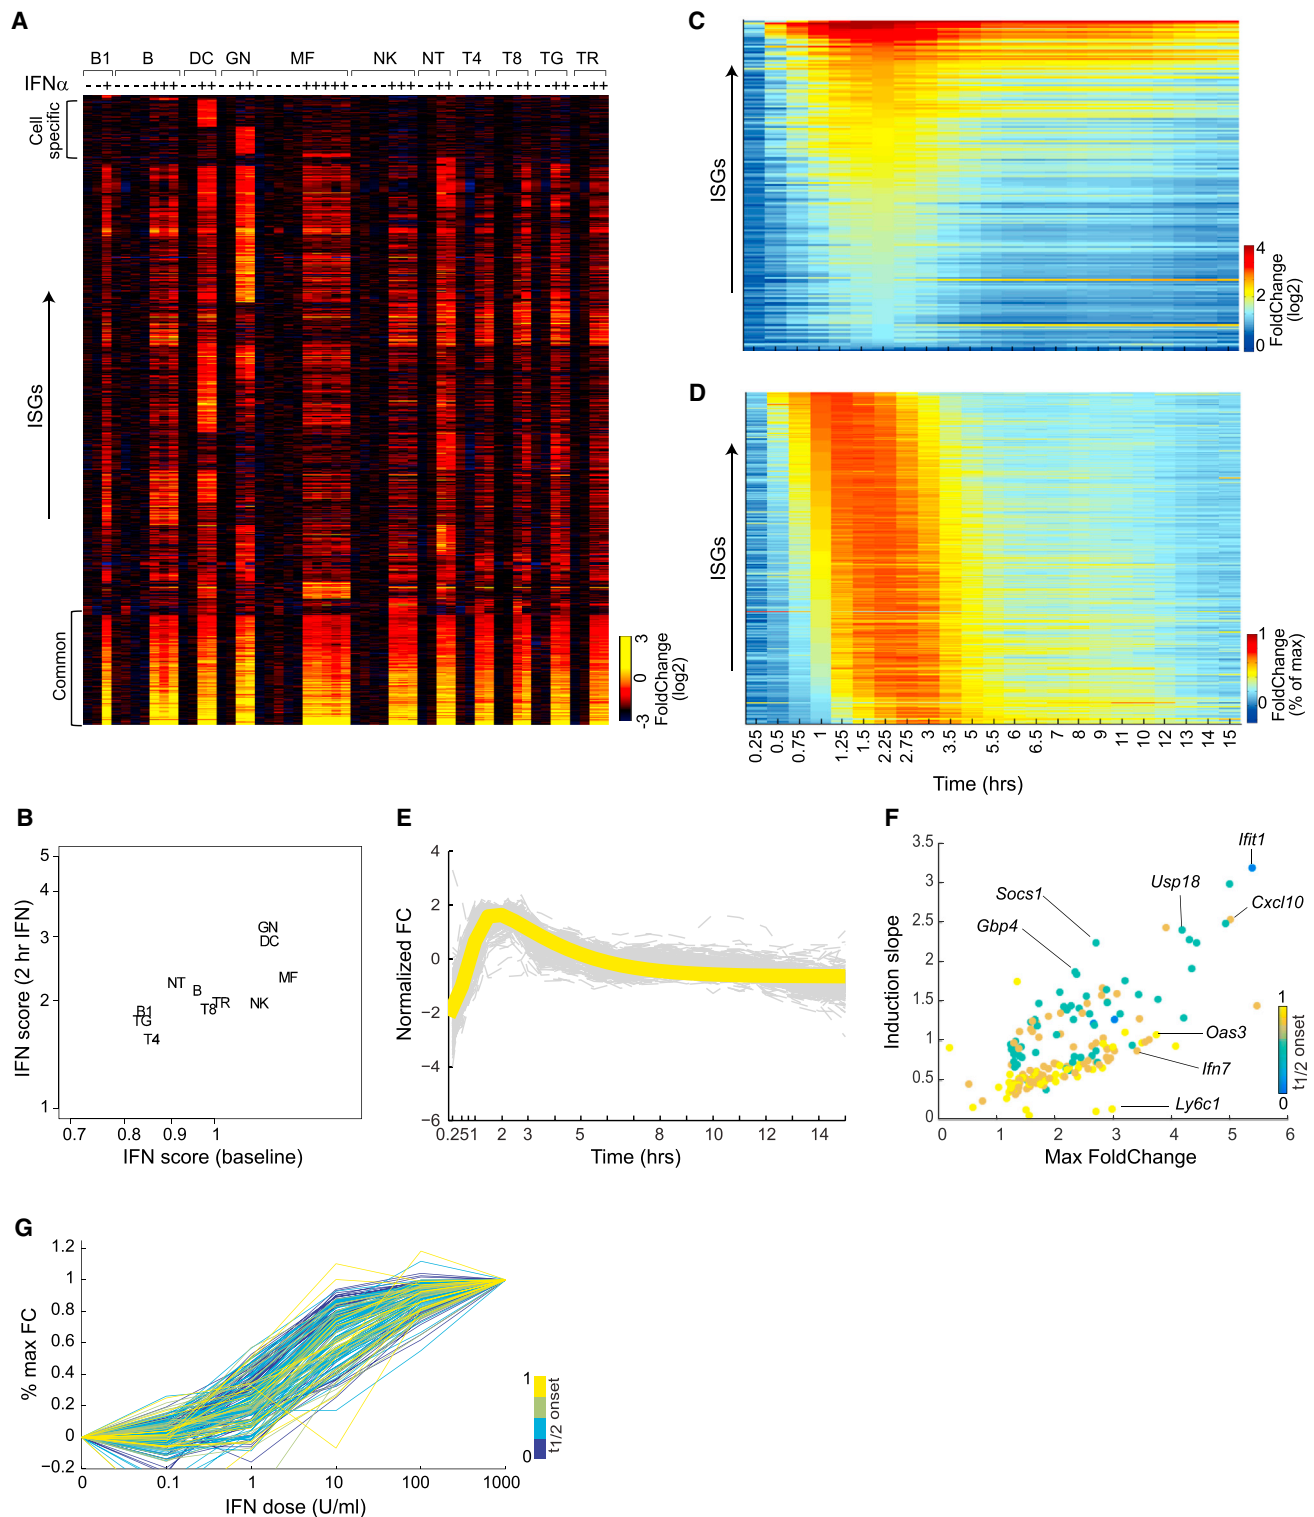 A
B1 B DC GN MF NK NT T4 T8 TG TR
IFNα - - + - - - - + + + - + + - - + + - - - - - + + + + + - - - - + + + - - + + - - + + - - + + - - + + - - + +
Cell specific
ISGs
Common
3
0
-3
FoldChange (log2)
C
ISGs
4
2
0
FoldChange (log2)
D
ISGs
1
0
FoldChange (% of max)
0.25 0.5 0.75 1 1.25 1.5 2.25 2.75 3 3.5 5 5.5 6 6.5 7 8 9 11 10 12 13 14 15
Time (hrs)
B
5
4
3
2
1
IFN score (2 hr IFN)
GN
DC
MF
NT
B
TR
T8
NK
B1
TG
T4
0.7 0.8 0.9 1
IFN score (baseline)
E
4
2
0
−2
−4
−6
Normalized FC
0.25 1 2 3 5 8 10 12 14
Time (hrs)
F
3.5
3
2.5
2
1.5
1
0.5
0
Induction slope
Ifit1
Usp18
Cxcl10
Socs1
Gbp4
Oas3
Ifn7
Ly6c1
0 1 2 3 4 5 6
Max FoldChange
1
0
t1/2 onset
G
1.2
1
0.8
0.6
0.4
0.2
0
−0.2
% max FC
0 0.1 1 10 100 1000
IFN dose (U/ml)
1
0
t1/2 onset